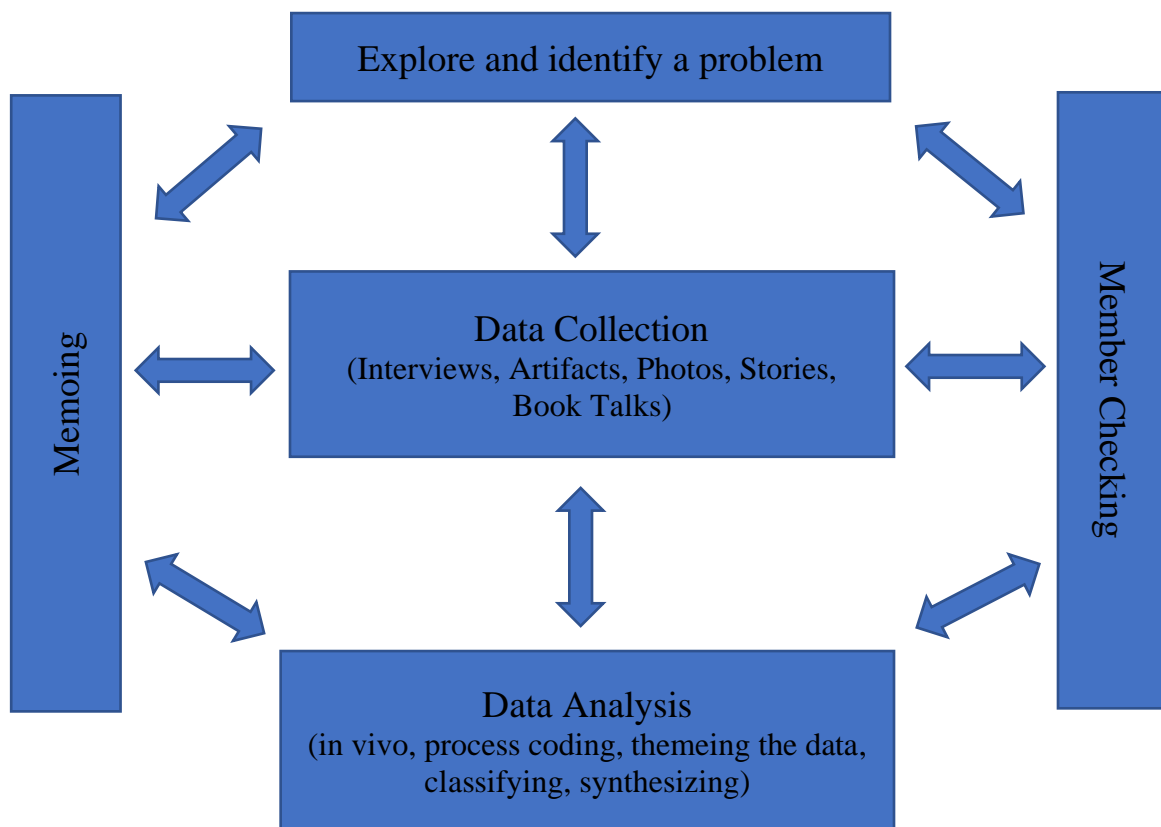 Explore and identify a problem
Memoing
Data Collection
(Interviews, Artifacts, Photos, Stories,
Book Talks)
Member Checking
Data Analysis
(in vivo, process coding, themeing the data,
classifying, synthesizing)